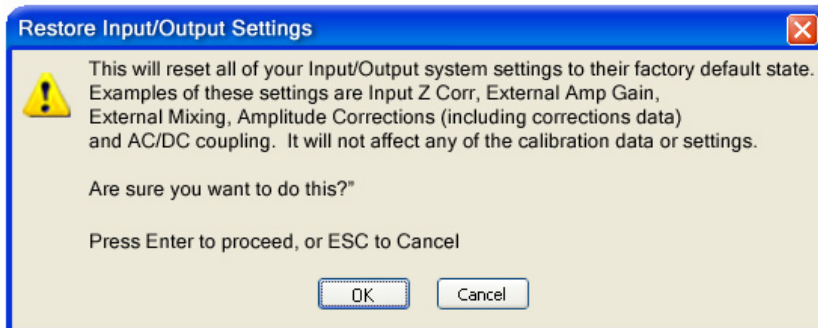 Restore Input/Output Settings
This will reset all of your Input/Output system settings to their factory default state.
Examples of these settings are Input Z Corr, External Amp Gain,
External Mixing, Amplitude Corrections (including corrections data)
and AC/DC coupling. It will not affect any of the calibration data or settings.
Are sure you want to do this?”
Press Enter to proceed, or ESC to Cancel
OK Cancel